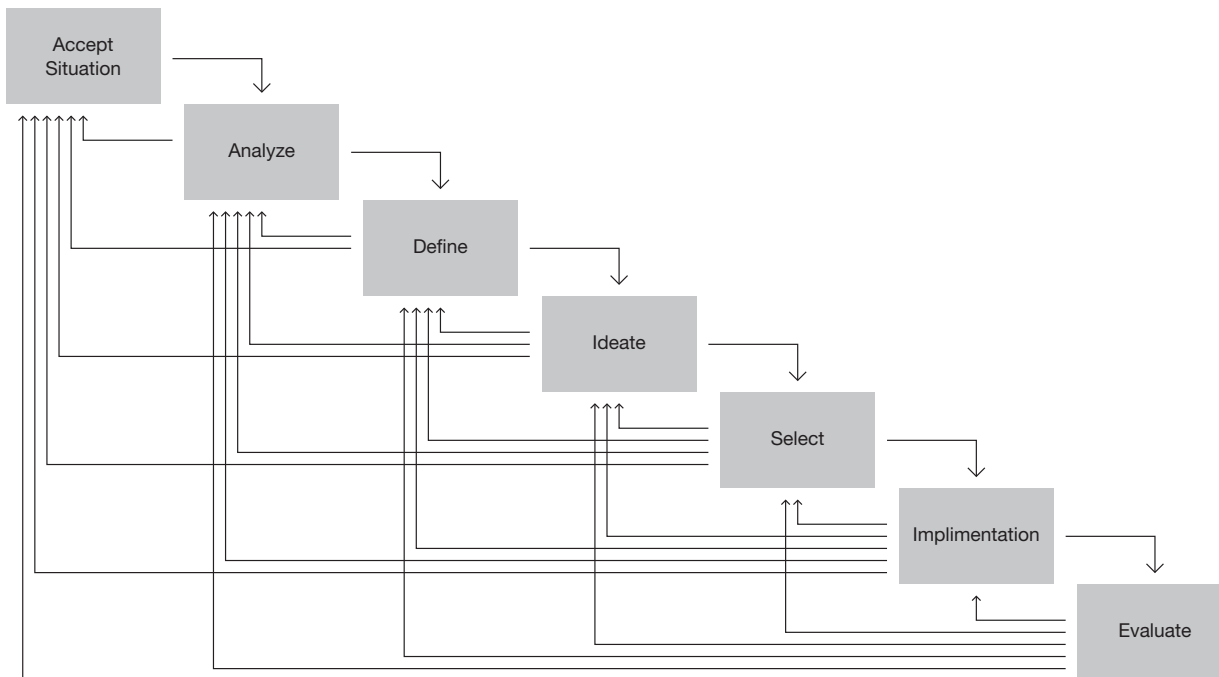 Accept
Situation
Analyze
Define
Ideate
Select
Implimentation
Evaluate